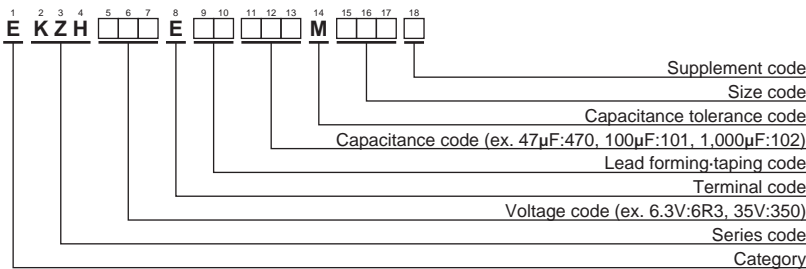 1 2 3 4 5 6 7 8 9 10 11 12 13 14 15 16 17 18
E KZH □□□ E □□ □□□ M □□□ □
Supplement code
Size code
Capacitance tolerance code
Capacitance code (ex. 47µF:470, 100µF:101, 1,000µF:102)
Lead forming·taping code
Terminal code
Voltage code (ex. 6.3V:6R3, 35V:350)
Series code
Category